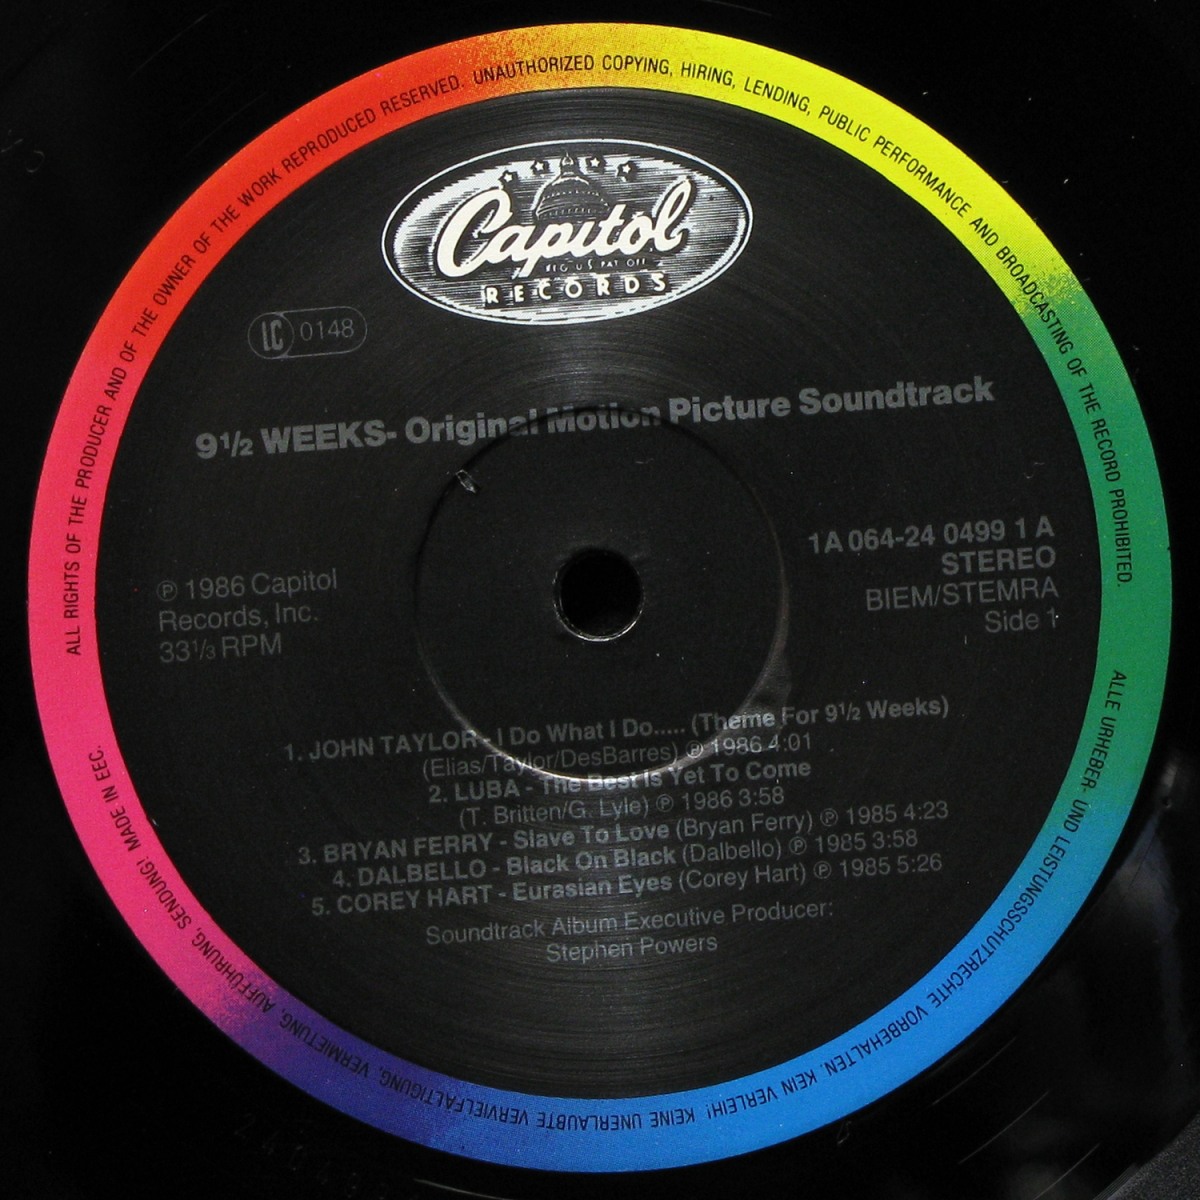 ALL RIGHTS OF THE PRODUCER AND OF THE OWNER OF THE WORK REPRODUCED RESERVED. UNAUTHORIZED COPYING, HIRING, LENDING, PUBLIC PERFORMANCE AND BROADCASTING OF THE RECORD PROHIBITED.
Capitol
REG US PAT OFF
RECORDS
LC 0148
9½ WEEKS- Original Motion Picture Soundtrack
1A 064-24 0499 1 A
STEREO
BIEM/STEMRA
Side 1
℗ 1986 Capitol
Records, Inc.
33⅓ RPM
1. JOHN TAYLOR - I Do What I Do..... (Theme For 9½ Weeks)
(Elias/Taylor/DesBarres) ℗ 1986 4:01
2. LUBA - The Best Is Yet To Come
(T. Britten/G. Lyle) ℗ 1986 3:58
3. BRYAN FERRY - Slave To Love (Bryan Ferry) ℗ 1985 4:23
4. DALBELLO - Black On Black (Dalbello) ℗ 1985 3:58
5. COREY HART - Eurasian Eyes (Corey Hart) ℗ 1985 5:26
Soundtrack Album Executive Producer:
Stephen Powers
ALLE URHEBER- UND LEISTUNGSSCHUTZRECHTE VORBEHALTEN. KEIN VERLEIH! KEINE UNERLAUBTE VERVIELFÄLTIGUNG, VERMIETUNG, AUFFÜHRUNG, SENDUNG! MADE IN EEC.